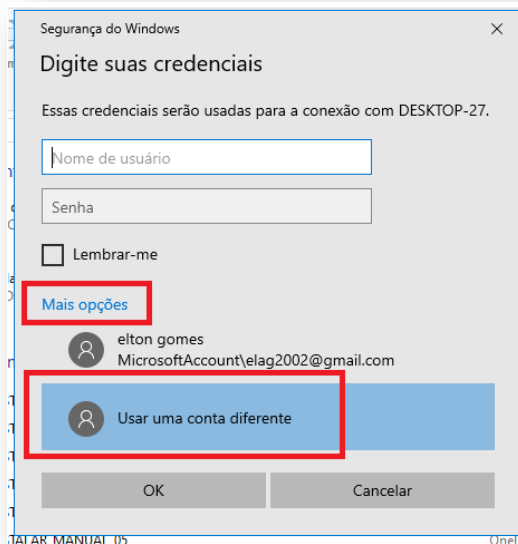 Segurança do Windows
Digite suas credenciais
Essas credenciais serão usadas para a conexão com DESKTOP-27.
Nome de usuário
Senha
Lembrar-me
Mais opções
elton gomes
MicrosoftAccount\elag2002@gmail.com
Usar uma conta diferente
OK Cancelar